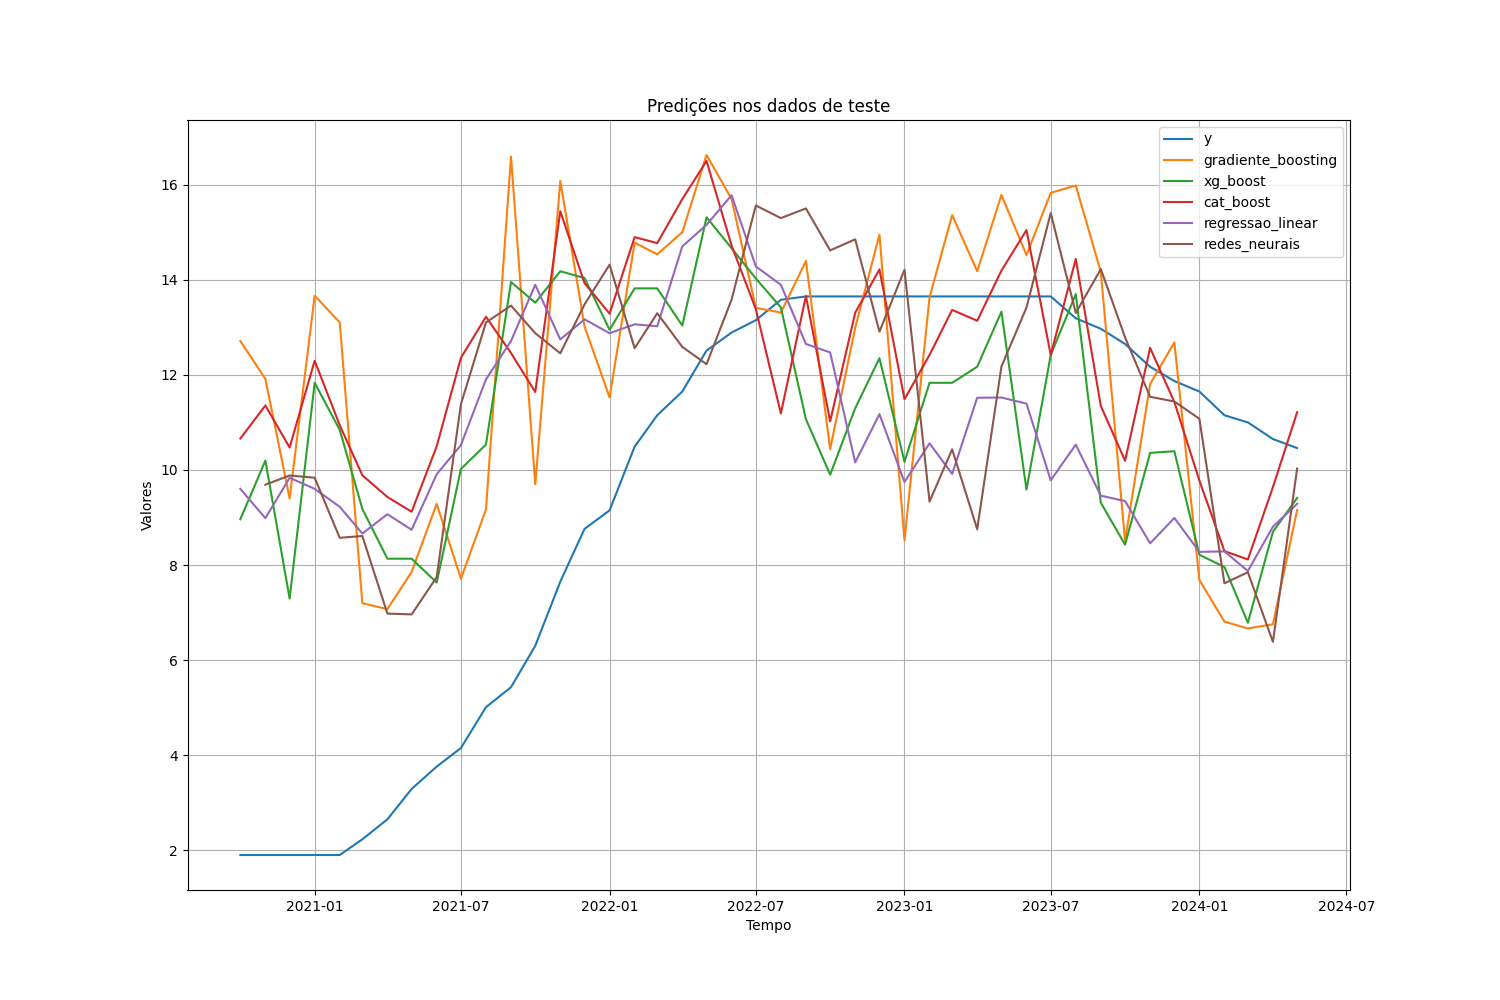 Predições nos dados de teste
y
gradiente_boosting
xg_boost
cat_boost
regressao_linear
redes_neurais
16
14
12
10
8
6
4
2
Valores
2021-01
2021-07
2022-01
2022-07
2023-01
2023-07
2024-01
2024-07
Tempo